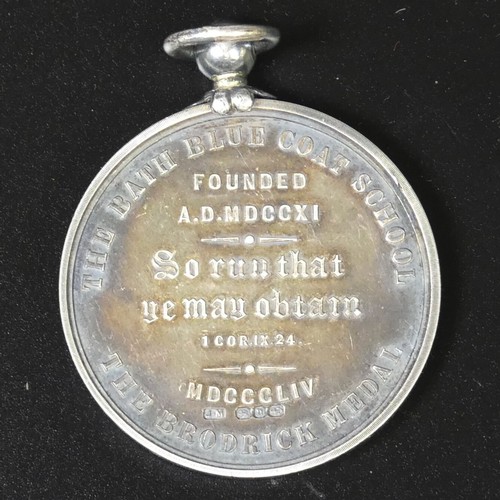 THE BATH BLUE COAT SCHOOL
FOUNDED
A.D. MDCCXI
So run that
ye may obtain
1 COR. IX. 24.
MDCCCLIV
THE BRODRICK MEDAL